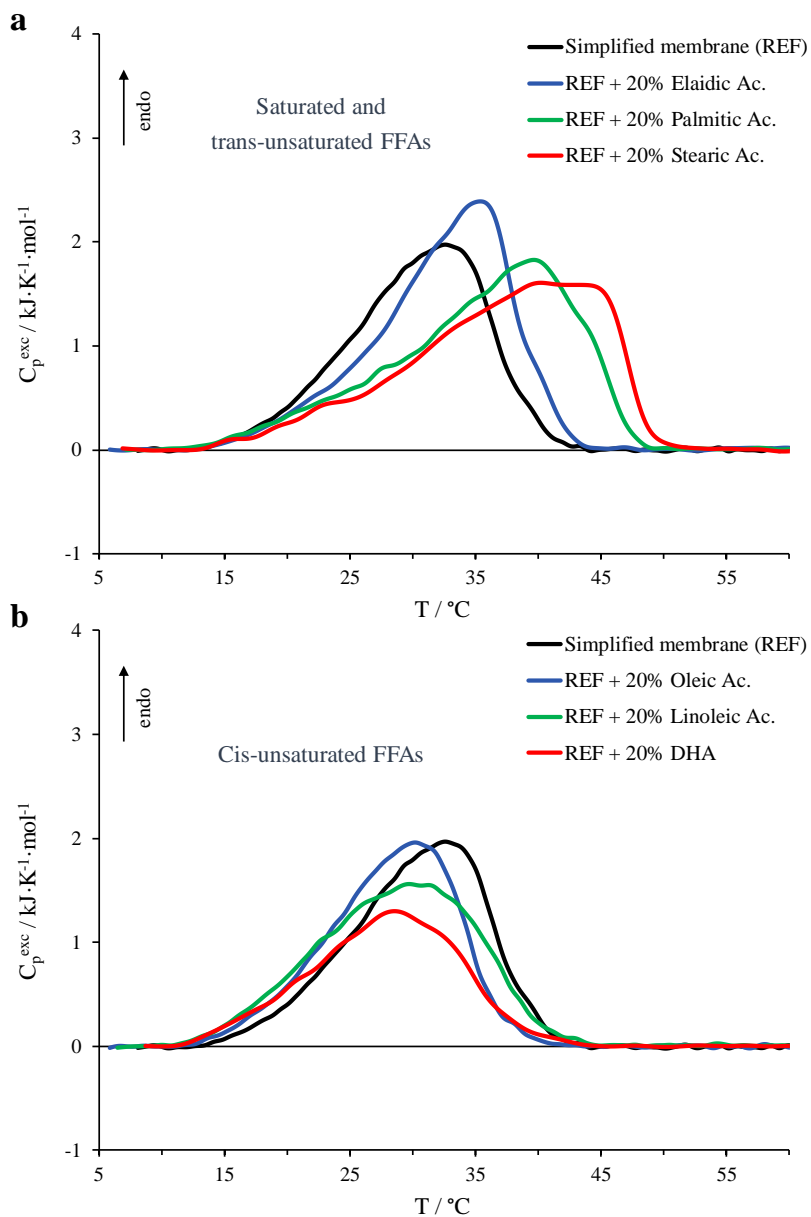 a
4
3
2
1
0
-1
Cₚᵉˣᶜ / kJ·K⁻¹·mol⁻¹
endo
Saturated and
trans-unsaturated FFAs
Simplified membrane (REF)
REF + 20% Elaidic Ac.
REF + 20% Palmitic Ac.
REF + 20% Stearic Ac.
5 15 25 35 45 55
T / °C
b
4
3
2
1
0
-1
Cₚᵉˣᶜ / kJ·K⁻¹·mol⁻¹
endo
Cis-unsaturated FFAs
Simplified membrane (REF)
REF + 20% Oleic Ac.
REF + 20% Linoleic Ac.
REF + 20% DHA
5 15 25 35 45 55
T / °C